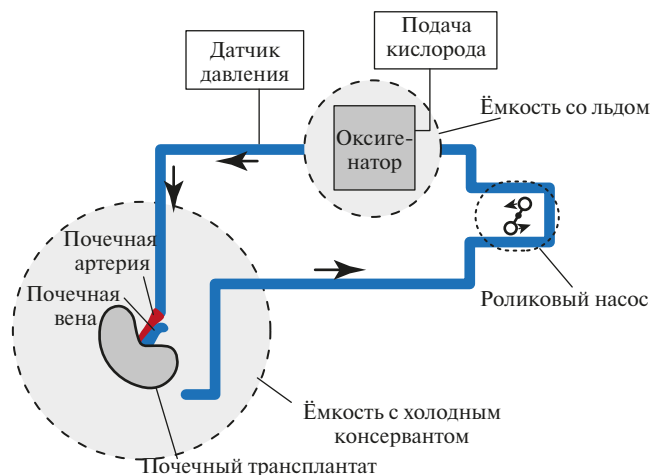 Подача
кислорода
Датчик
давления
Ёмкость со льдом
Оксиге-
натор
Почечная
артерия
Почечная
вена
Роликовый насос
Ёмкость с холодным
консервантом
Почечный трансплантат